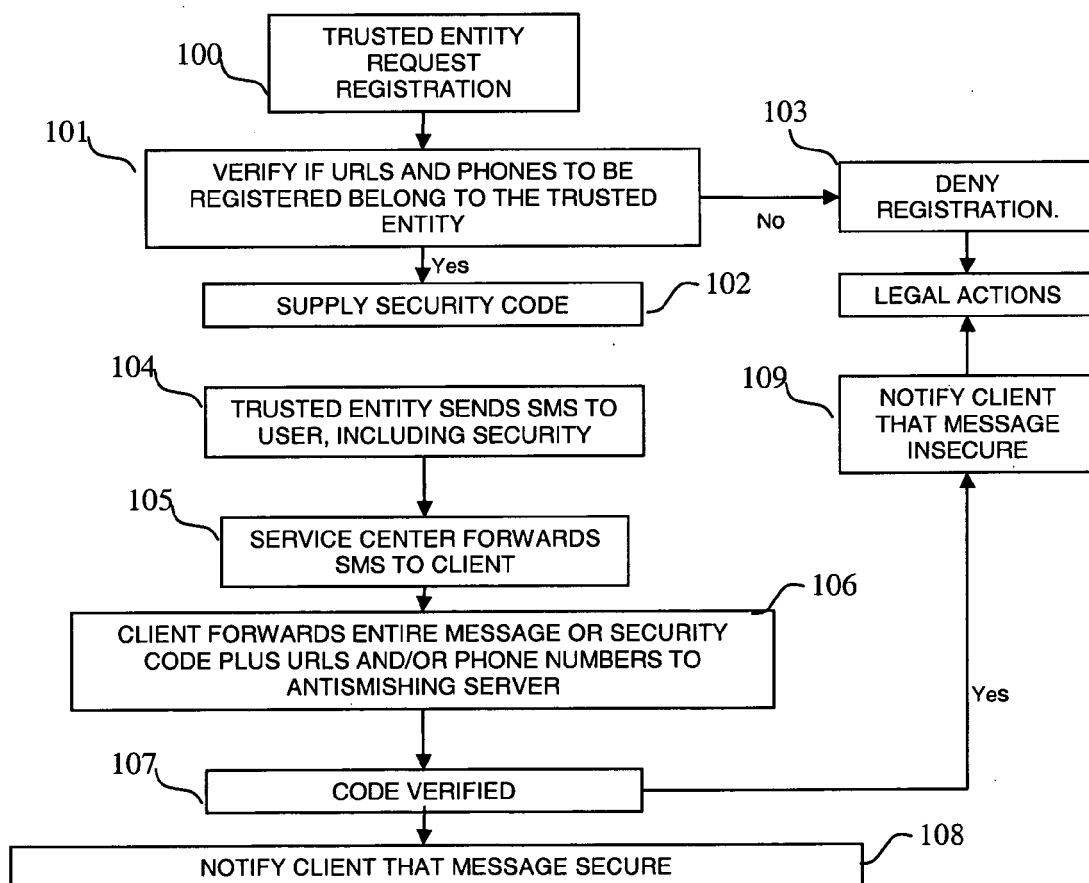 100
TRUSTED ENTITY
REQUEST
REGISTRATION
101
VERIFY IF URLS AND PHONES TO BE
REGISTERED BELONG TO THE TRUSTED
ENTITY
No
103
DENY
REGISTRATION.
Yes
SUPPLY SECURITY CODE
102
LEGAL ACTIONS
104
TRUSTED ENTITY SENDS SMS TO
USER, INCLUDING SECURITY
109
NOTIFY CLIENT
THAT MESSAGE
INSECURE
105
SERVICE CENTER FORWARDS
SMS TO CLIENT
106
CLIENT FORWARDS ENTIRE MESSAGE OR SECURITY
CODE PLUS URLS AND/OR PHONE NUMBERS TO
ANTISMISHING SERVER
Yes
107
CODE VERIFIED
108
NOTIFY CLIENT THAT MESSAGE SECURE